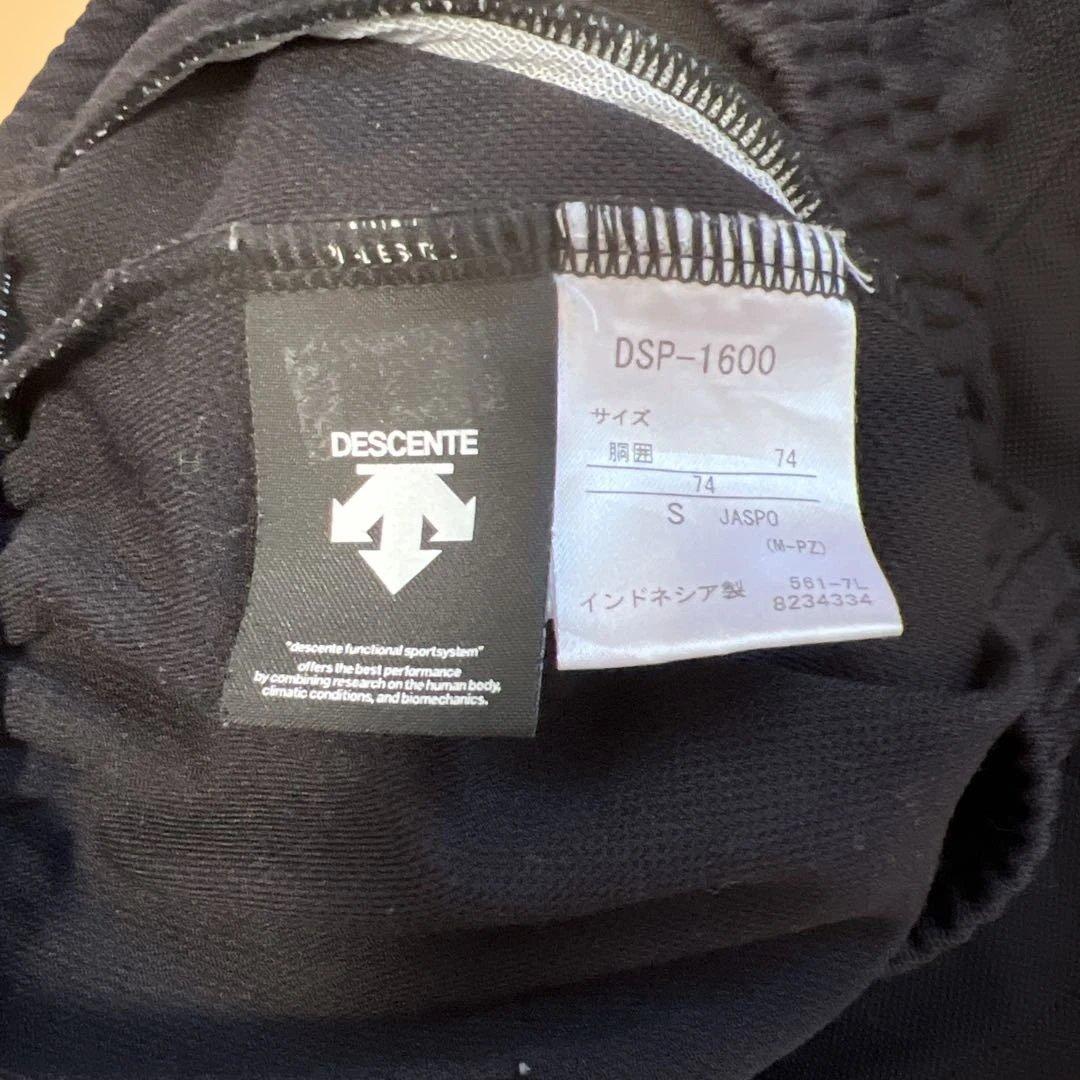 DESCENTE
"descente functional sportsystem"
offers the best performance
by combining research on the human body,
climatic conditions, and biomechanics.
DSP-1600
サイズ
胴囲 74
74
S JASPO
(M-PZ)
インドネシア製 561-7L
8234334